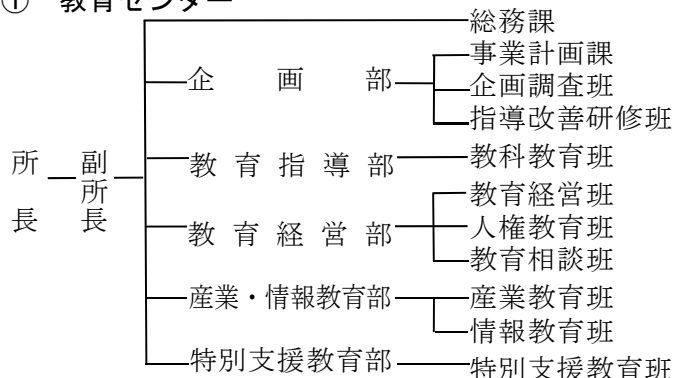 ① 教育センター
総務課
企画部
事業計画課
企画調査班
指導改善研修班
所長
副所長
教育指導部
教科教育班
教育経営部
教育経営班
人権教育班
教育相談班
産業・情報教育部
産業教育班
情報教育班
特別支援教育部
特別支援教育班